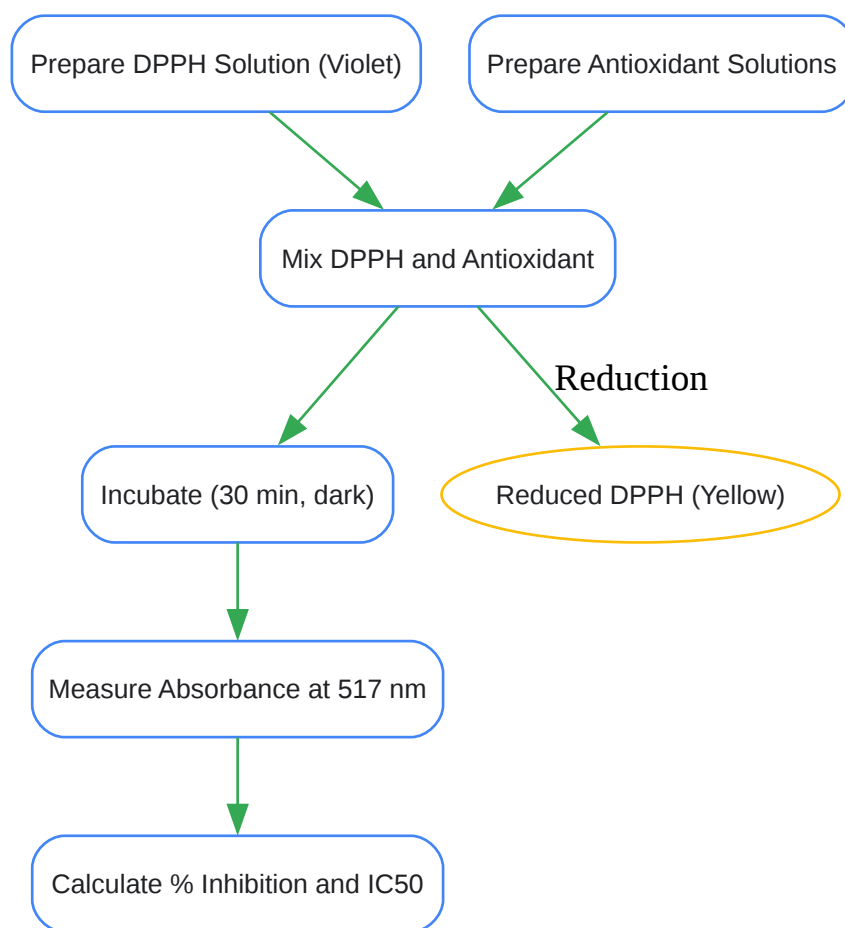 Prepare DPPH Solution (Violet)
Prepare Antioxidant Solutions
Mix DPPH and Antioxidant
Reduction
Incubate (30 min, dark)
Reduced DPPH (Yellow)
Measure Absorbance at 517 nm
Calculate % Inhibition and IC50